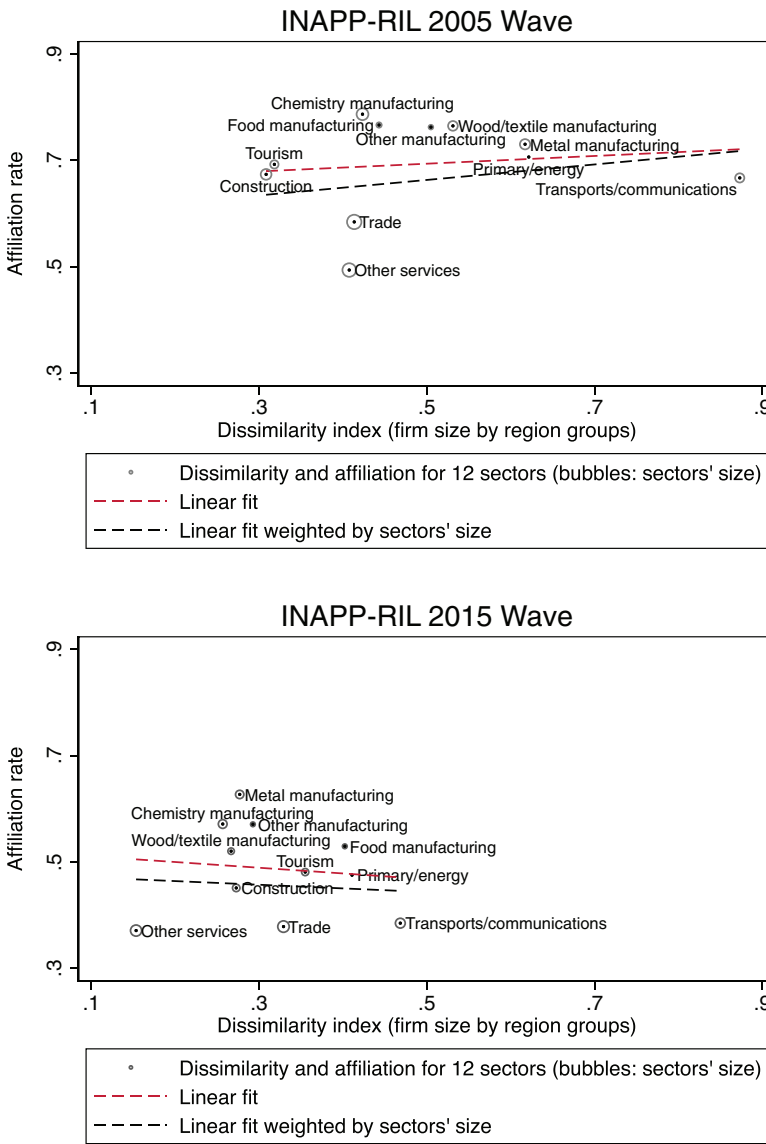 INAPP-RIL 2005 Wave
.9
.7
.5
.3
Affiliation rate
Chemistry manufacturing
Food manufacturing
Wood/textile manufacturing
Other manufacturing
Metal manufacturing
Tourism
Primary/energy
Construction
Transports/communications
Trade
Other services
.1 .3 .5 .7 .9
Dissimilarity index (firm size by region groups)
Dissimilarity and affiliation for 12 sectors (bubbles: sectors' size)
Linear fit
Linear fit weighted by sectors' size
INAPP-RIL 2015 Wave
.9
.7
.5
.3
Affiliation rate
Metal manufacturing
Chemistry manufacturing
Other manufacturing
Wood/textile manufacturing
Food manufacturing
Tourism
Primary/energy
Construction
Other services
Trade
Transports/communications
.1 .3 .5 .7 .9
Dissimilarity index (firm size by region groups)
Dissimilarity and affiliation for 12 sectors (bubbles: sectors' size)
Linear fit
Linear fit weighted by sectors' size